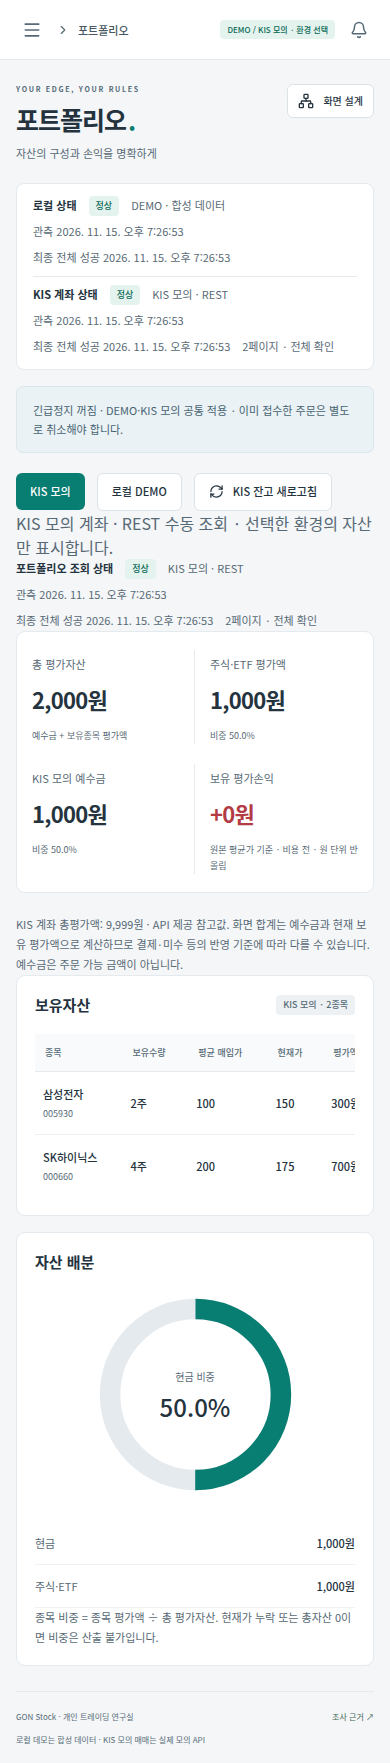 포트폴리오
DEMO / KIS 모의 · 환경 선택
YOUR EDGE, YOUR RULES
포트폴리오.
화면 설계
자산의 구성과 손익을 명확하게
로컬 상태 정상 DEMO · 합성 데이터
관측 2026. 11. 15. 오후 7:26:53
최종 전체 성공 2026. 11. 15. 오후 7:26:53
KIS 계좌 상태 정상 KIS 모의 · REST
관측 2026. 11. 15. 오후 7:26:53
최종 전체 성공 2026. 11. 15. 오후 7:26:53 2페이지 · 전체 확인
긴급정지 꺼짐 · DEMO·KIS 모의 공통 적용 · 이미 접수한 주문은 별도
로 취소해야 합니다.
KIS 모의 로컬 DEMO KIS 잔고 새로고침
KIS 모의 계좌 · REST 수동 조회 · 선택한 환경의 자산
만 표시합니다.
포트폴리오 조회 상태 정상 KIS 모의 · REST
관측 2026. 11. 15. 오후 7:26:53
최종 전체 성공 2026. 11. 15. 오후 7:26:53 2페이지 · 전체 확인
총 평가자산
2,000원
예수금 + 보유종목 평가액
주식·ETF 평가액
1,000원
비중 50.0%
KIS 모의 예수금
1,000원
비중 50.0%
보유 평가손익
+0원
원본 평균가 기준 · 비용 전 · 원 단위 반
올림
KIS 계좌 총평가액: 9,999원 · API 제공 참고값. 화면 합계는 예수금과 현재 보
유 평가액으로 계산하므로 결제·미수 등의 반영 기준에 따라 다를 수 있습니다.
예수금은 주문 가능 금액이 아닙니다.
보유자산 KIS 모의 · 2종목
종목 보유수량 평균 매입가 현재가 평가액
삼성전자 2주 100 150 300원
005930
SK하이닉스 4주 200 175 700원
000660
자산 배분
현금 비중
50.0%
현금 1,000원
주식·ETF 1,000원
종목 비중 = 종목 평가액 ÷ 총 평가자산. 현재가 누락 또는 총자산 0이
면 비중은 산출 불가입니다.
GON Stock · 개인 트레이딩 연구실 조사 근거 ↗
로컬 데모는 합성 데이터 · KIS 모의 매매는 실제 모의 API